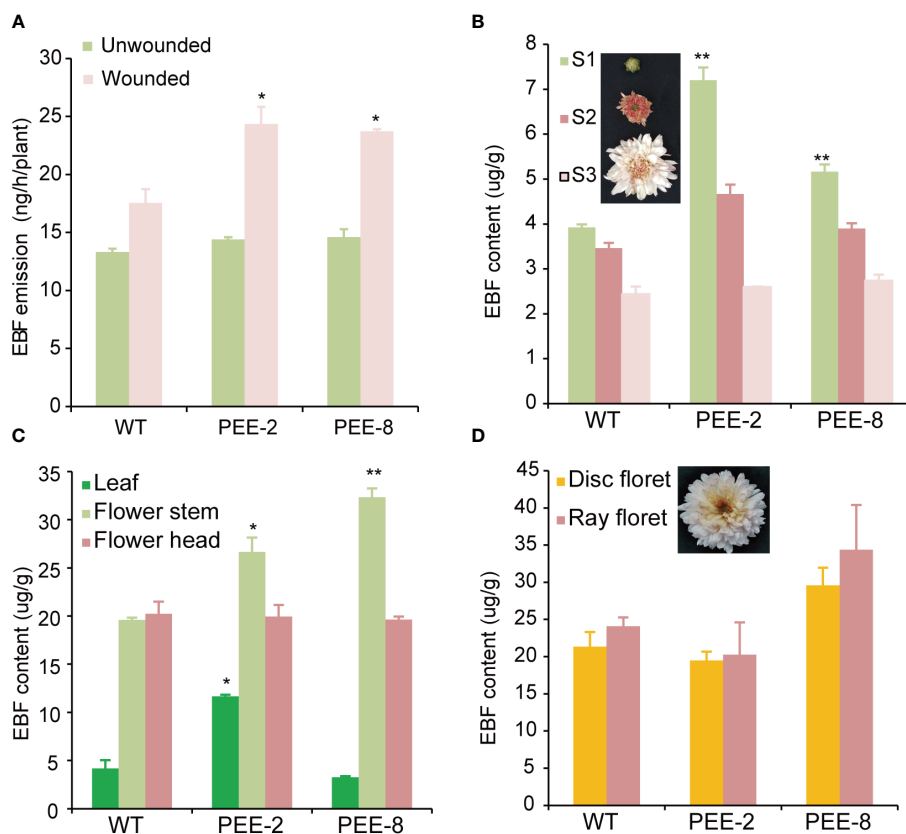 A
Unwounded
Wounded
EBF emission (ng/h/plant)
30
25
20
15
10
5
0
*
*
WT
PEE-2
PEE-8
B
S1
S2
S3
EBF content (ug/g)
8
7
6
5
4
3
2
1
0
**
**
WT
PEE-2
PEE-8
C
Leaf
Flower stem
Flower head
EBF content (ug/g)
35
30
25
20
15
10
5
0
*
*
**
WT
PEE-2
PEE-8
D
Disc floret
Ray floret
EBF content (ug/g)
45
40
35
30
25
20
15
10
5
0
WT
PEE-2
PEE-8